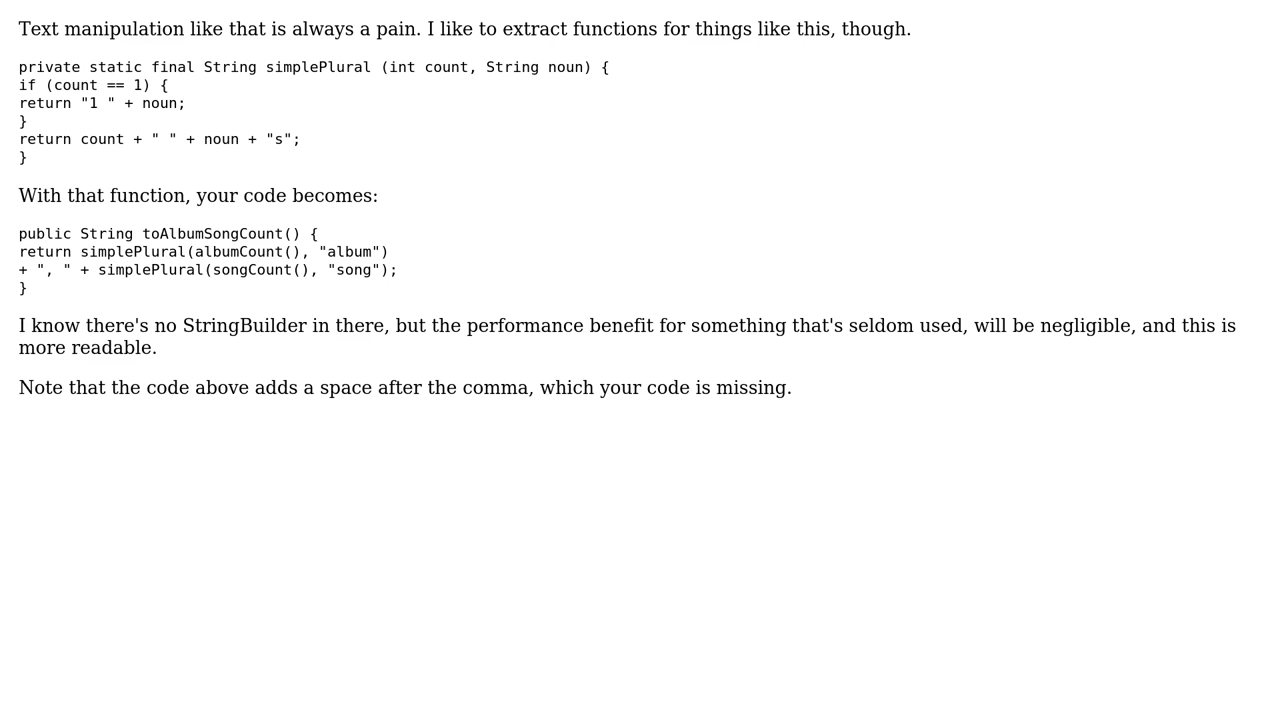 Text manipulation like that is always a pain. I like to extract functions for things like this, though.
private static final String simplePlural (int count, String noun) {
if (count == 1) {
return "1 " + noun;
}
return count + " " + noun + "s";
}
With that function, your code becomes:
public String toAlbumSongCount() {
return simplePlural(albumCount(), "album")
+ ", " + simplePlural(songCount(), "song");
}
I know there's no StringBuilder in there, but the performance benefit for something that's seldom used, will be negligible, and this is
more readable.
Note that the code above adds a space after the comma, which your code is missing.